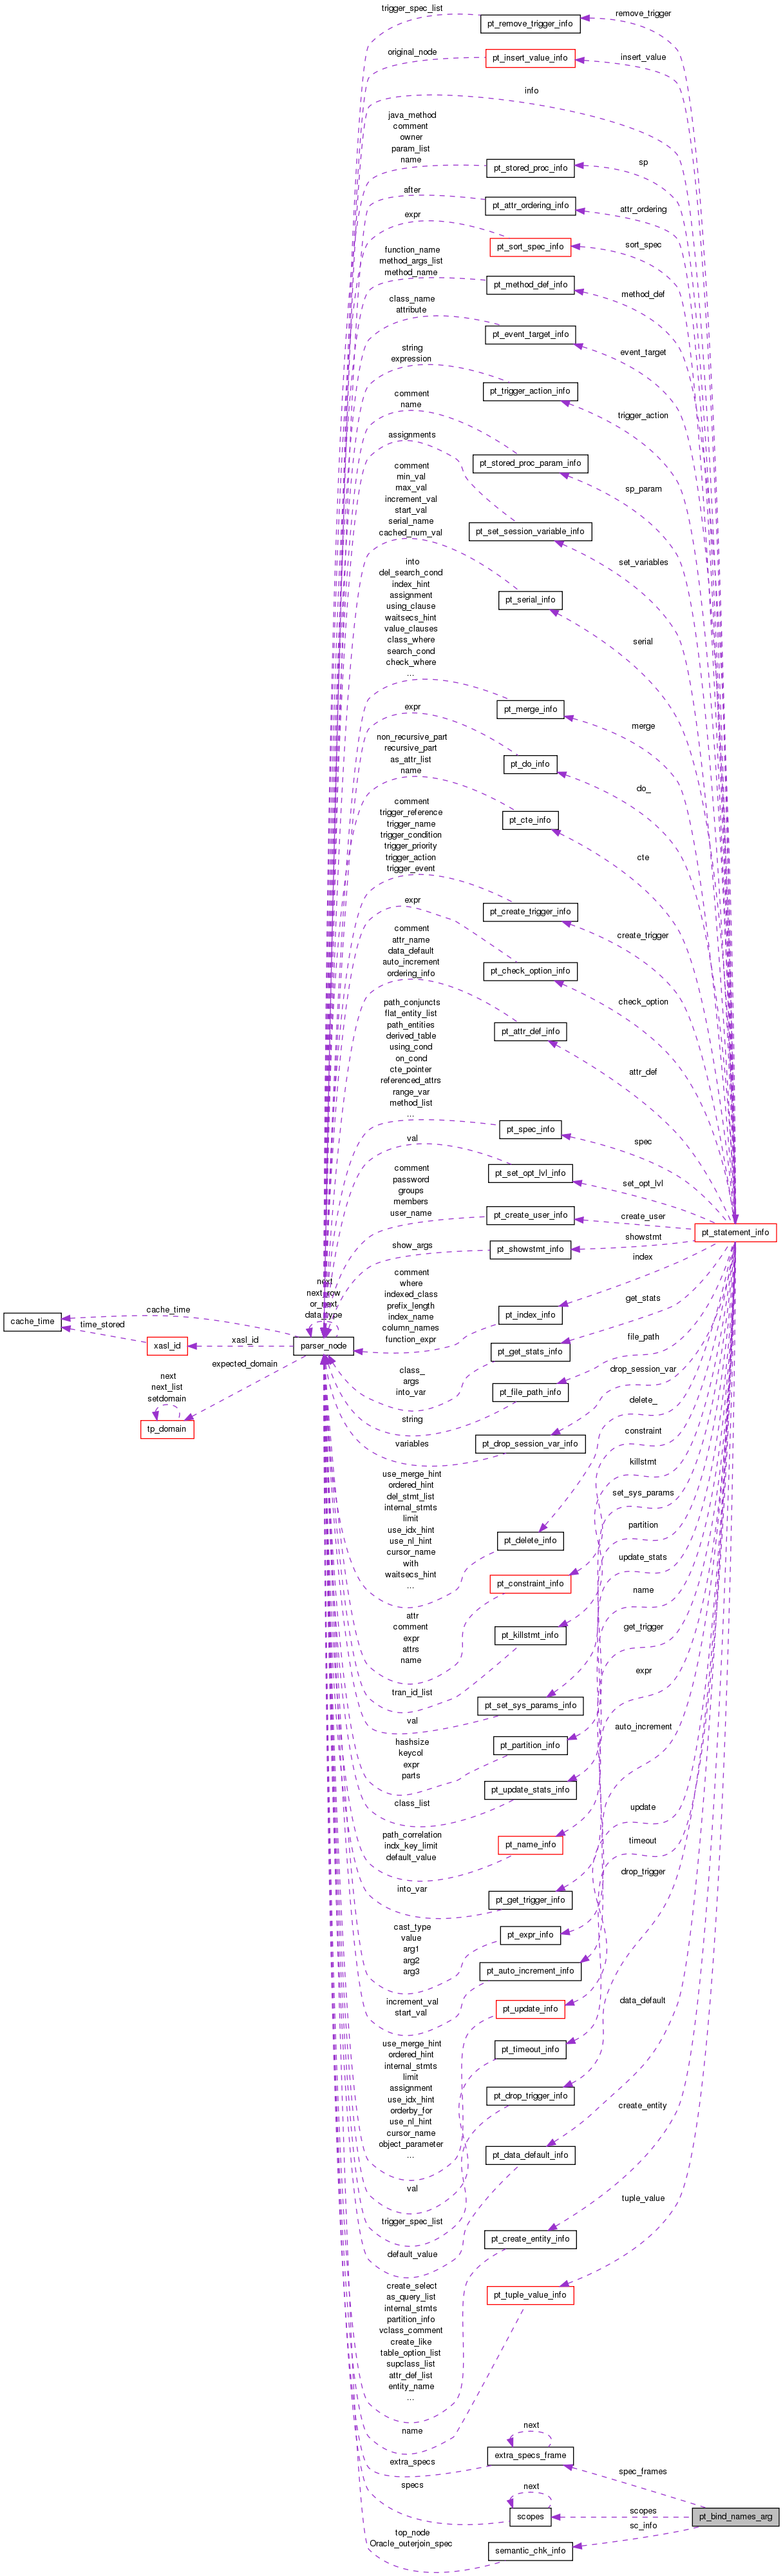 trigger_spec_list
pt_remove_trigger_info
remove_trigger
original_node
pt_insert_value_info
insert_value
info
java_method
comment
owner
param_list
name
pt_stored_proc_info
sp
after
pt_attr_ordering_info
attr_ordering
expr
pt_sort_spec_info
sort_spec
function_name
method_args_list
method_name
pt_method_def_info
method_def
class_name
attribute
pt_event_target_info
event_target
string
expression
pt_trigger_action_info
trigger_action
comment
name
pt_stored_proc_param_info
sp_param
assignments
pt_set_session_variable_info
set_variables
comment
min_val
max_val
increment_val
start_val
serial_name
cached_num_val
pt_serial_info
serial
into
del_search_cond
index_hint
assignment
using_clause
waitsecs_hint
value_clauses
class_where
search_cond
check_where
...
pt_merge_info
merge
expr
pt_do_info
do_
non_recursive_part
recursive_part
as_attr_list
name
pt_cte_info
cte
comment
trigger_reference
trigger_name
trigger_condition
trigger_priority
trigger_action
trigger_event
pt_create_trigger_info
create_trigger
expr
pt_check_option_info
check_option
comment
attr_name
data_default
auto_increment
ordering_info
pt_attr_def_info
attr_def
path_conjuncts
flat_entity_list
path_entities
derived_table
using_cond
on_cond
cte_pointer
referenced_attrs
range_var
method_list
...
pt_spec_info
spec
val
pt_set_opt_lvl_info
set_opt_lvl
comment
password
groups
members
user_name
pt_create_user_info
create_user
pt_statement_info
show_args
pt_showstmt_info
showstmt
comment
where
indexed_class
prefix_length
index_name
column_names
function_expr
pt_index_info
index
next
next_row
or_next
data_type
parser_node
cache_time
cache_time
time_stored
xasl_id
xasl_id
expected_domain
next
next_list
setdomain
tp_domain
class_
args
into_var
pt_get_stats_info
get_stats
string
pt_file_path_info
file_path
variables
pt_drop_session_var_info
drop_session_var
use_merge_hint
ordered_hint
del_stmt_list
internal_stmts
limit
use_idx_hint
use_nl_hint
cursor_name
with
waitsecs_hint
...
pt_delete_info
delete_
attr
comment
expr
attrs
name
pt_constraint_info
constraint
tran_id_list
pt_killstmt_info
killstmt
val
pt_set_sys_params_info
set_sys_params
hashsize
keycol
expr
parts
pt_partition_info
partition
class_list
pt_update_stats_info
update_stats
path_correlation
indx_key_limit
default_value
pt_name_info
name
into_var
pt_get_trigger_info
get_trigger
cast_type
value
arg1
arg2
arg3
pt_expr_info
expr
increment_val
start_val
pt_auto_increment_info
auto_increment
use_merge_hint
ordered_hint
internal_stmts
limit
assignment
use_idx_hint
orderby_for
use_nl_hint
cursor_name
object_parameter
...
pt_update_info
update
val
pt_timeout_info
timeout
trigger_spec_list
pt_drop_trigger_info
drop_trigger
default_value
pt_data_default_info
data_default
create_select
as_query_list
internal_stmts
partition_info
vclass_comment
create_like
table_option_list
supclass_list
attr_def_list
entity_name
...
pt_create_entity_info
create_entity
name
pt_tuple_value_info
tuple_value
next
extra_specs
extra_specs_frame
spec_frames
specs
next
scopes
scopes
pt_bind_names_arg
top_node
Oracle_outerjoin_spec
semantic_chk_info
sc_info